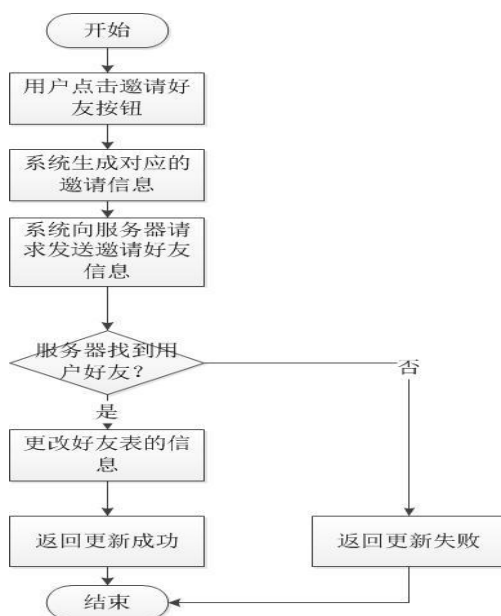 开始
用户点击邀请好
友按钮
系统生成对应的
邀请信息
系统向服务器请
求发送邀请好友
信息
服务器找到用
户好友？
否
是
更改好友表的信
息
返回更新成功
返回更新失败
结束